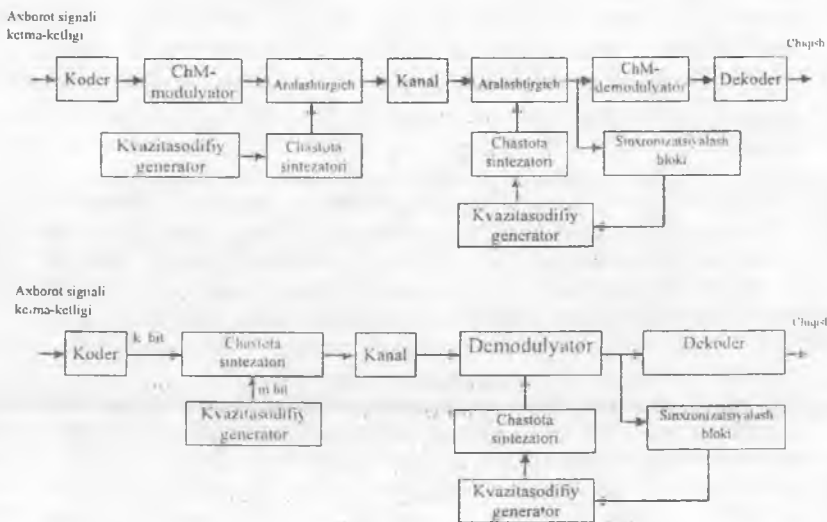 Axborot signali
ketma-ketligi
Chiqish
Koder
ChM-
modulyator
Aralashtirgich
Kanal
Aralashtirgich
ChM-
demodulyator
Dekoder
Kvazitasodifiy
generator
Chastota
sintezatori
Chastota
sintezatori
Sinxronizatsiyalash
bloki
Kvazitasodifiy
generator
Axborot signali
ketma-ketligi
Chiqish
Koder
k bit
Chastota
sintezatori
Kanal
Demodulyator
Dekoder
m bit
Kvazitasodifiy
generator
Chastota
sintezatori
Sinxronizatsiyalash
bloki
Kvazitasodifiy
generator